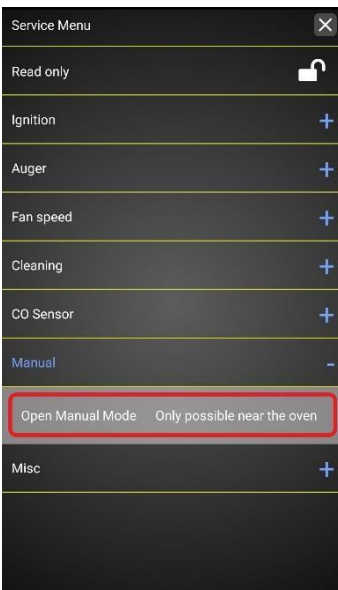 Service Menu
Read only
Ignition +
Auger +
Fan speed +
Cleaning +
CO Sensor +
Manual -
Open Manual Mode Only possible near the oven
Misc +